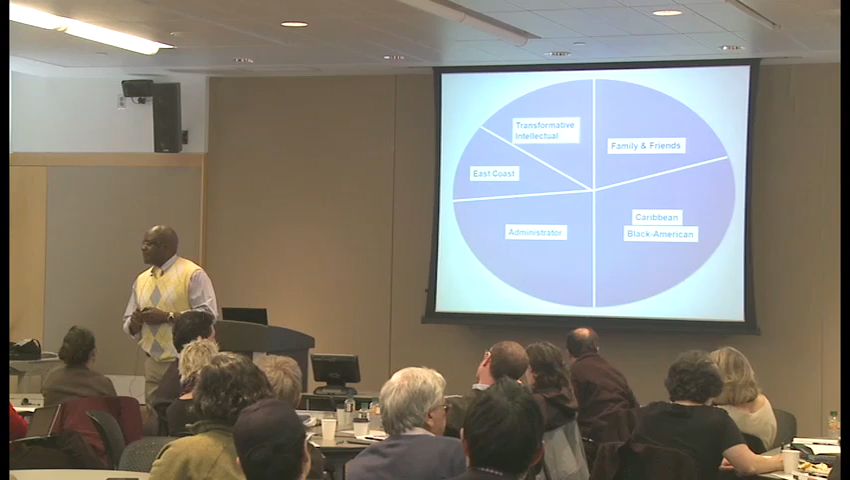 Transformative
Intellectual
Family & Friends
East Coast
Caribbean
Black-American
Administrator